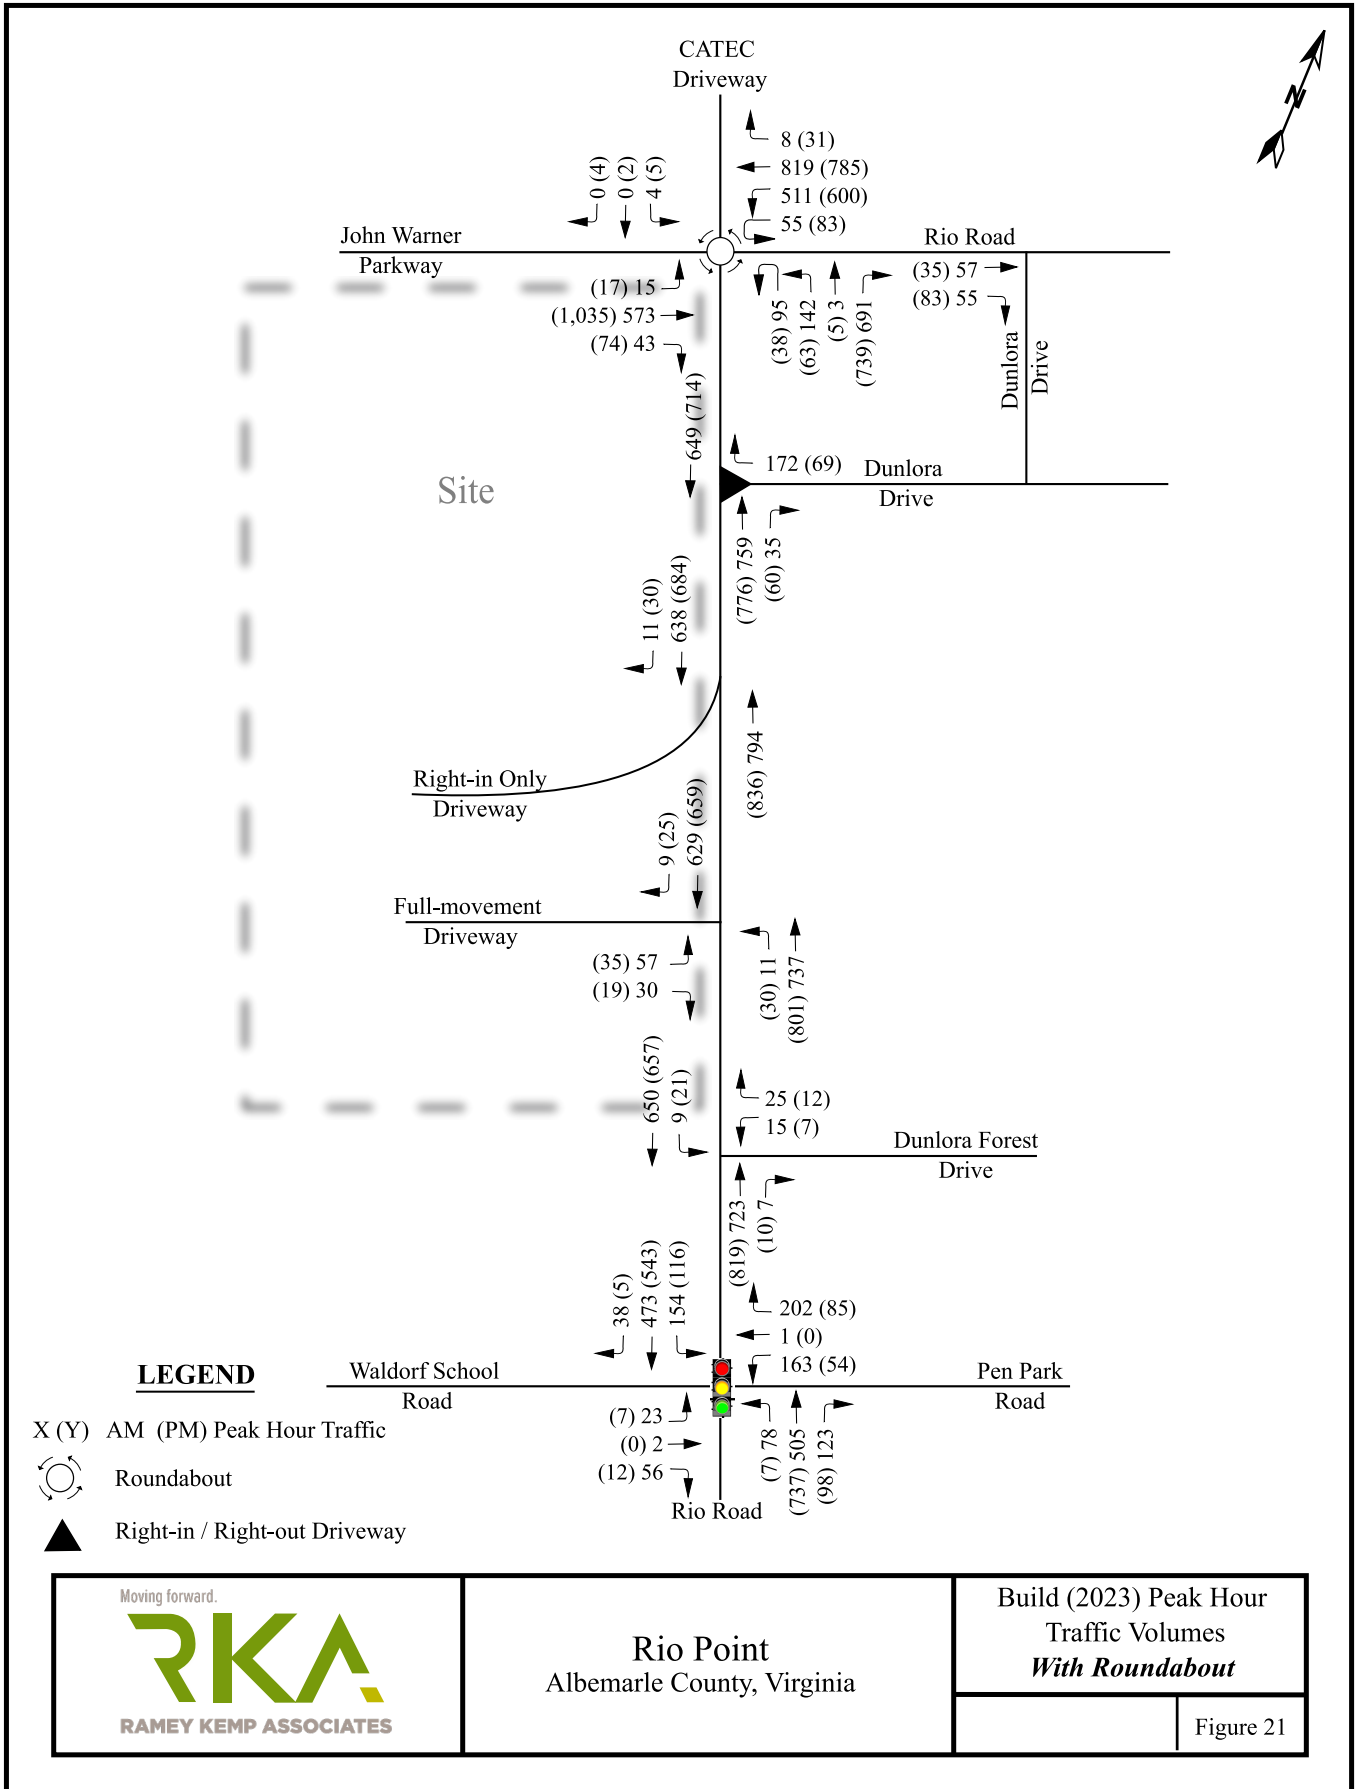 CATEC
Driveway
N
8 (31)
819 (785)
511 (600)
55 (83)
0 (4)
0 (2)
4 (5)
John Warner
Parkway
Rio Road
(17) 15
(1,035) 573
(74) 43
(38) 95
(63) 142
(5) 3
(739) 691
(35) 57
(83) 55
Dunlora
Drive
649 (714)
Site
172 (69)
Dunlora
Drive
(776) 759
(60) 35
11 (30)
638 (684)
(836) 794
Right-in Only
Driveway
9 (25)
629 (659)
Full-movement
Driveway
(35) 57
(19) 30
(30) 11
(801) 737
650 (657)
9 (21)
25 (12)
15 (7)
Dunlora Forest
Drive
(819) 723
(10) 7
38 (5)
473 (543)
154 (116)
202 (85)
1 (0)
163 (54)
Waldorf School
Road
Pen Park
Road
(7) 23
(0) 2
(12) 56
(7) 78
(737) 505
(98) 123
Rio Road
LEGEND
X (Y) AM (PM) Peak Hour Traffic
Roundabout
Right-in / Right-out Driveway
Moving forward.
RKA
RAMEY KEMP ASSOCIATES
Rio Point
Albemarle County, Virginia
Build (2023) Peak Hour
Traffic Volumes
With Roundabout
Figure 21